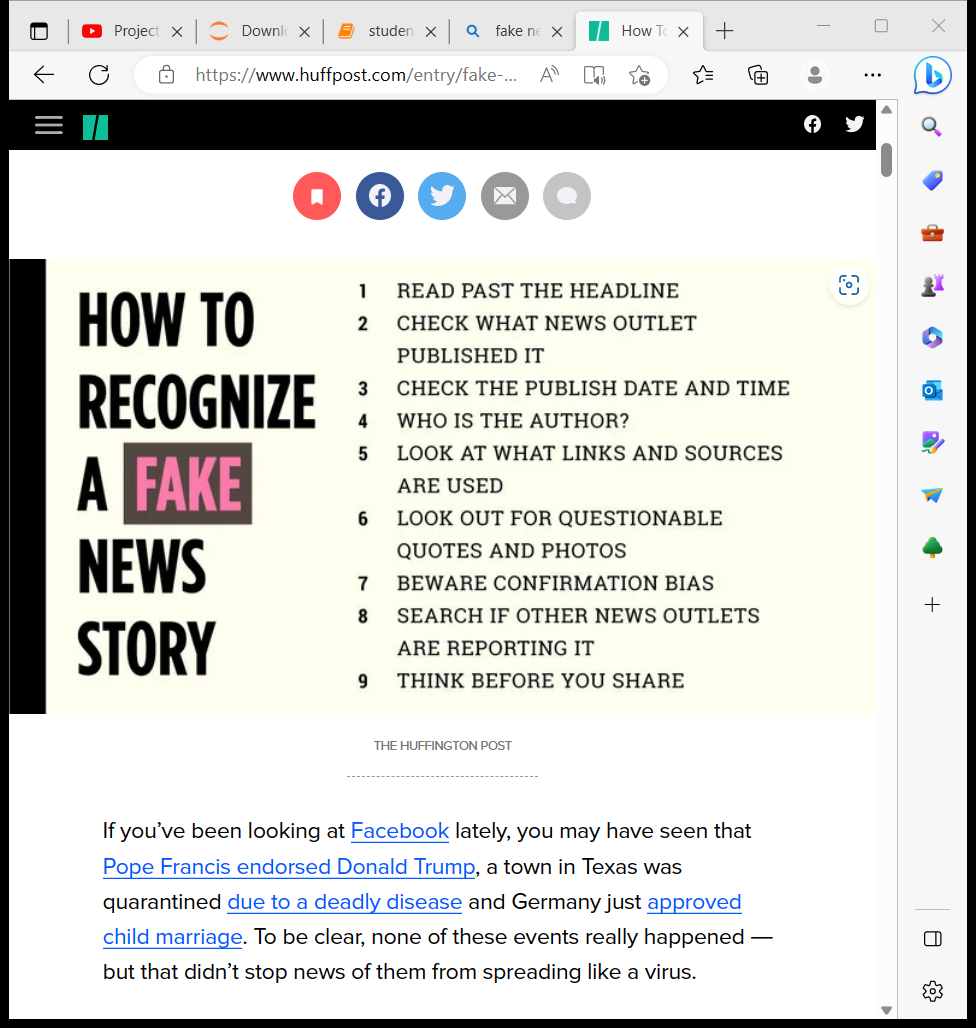 Project
Downl
studen
fake ne
How To
https://www.huffpost.com/entry/fake-...
HOW TO
RECOGNIZE
A FAKE
NEWS
STORY
1 READ PAST THE HEADLINE
2 CHECK WHAT NEWS OUTLET
PUBLISHED IT
3 CHECK THE PUBLISH DATE AND TIME
4 WHO IS THE AUTHOR?
5 LOOK AT WHAT LINKS AND SOURCES
ARE USED
6 LOOK OUT FOR QUESTIONABLE
QUOTES AND PHOTOS
7 BEWARE CONFIRMATION BIAS
8 SEARCH IF OTHER NEWS OUTLETS
ARE REPORTING IT
9 THINK BEFORE YOU SHARE
THE HUFFINGTON POST
If you’ve been looking at Facebook lately, you may have seen that
Pope Francis endorsed Donald Trump, a town in Texas was
quarantined due to a deadly disease and Germany just approved
child marriage. To be clear, none of these events really happened —
but that didn’t stop news of them from spreading like a virus.